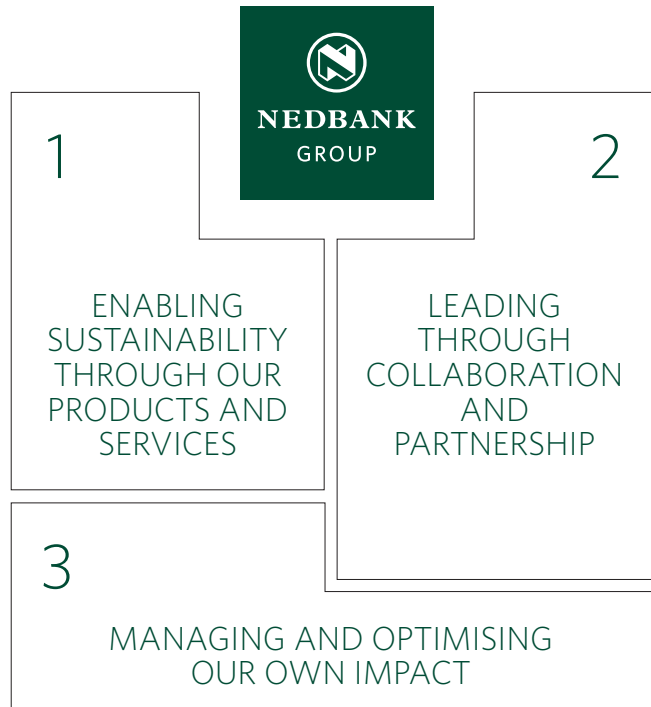 NEDBANK
GROUP
1
ENABLING
SUSTAINABILITY
THROUGH OUR
PRODUCTS AND
SERVICES
2
LEADING
THROUGH
COLLABORATION
AND
PARTNERSHIP
3
MANAGING AND OPTIMISING
OUR OWN IMPACT